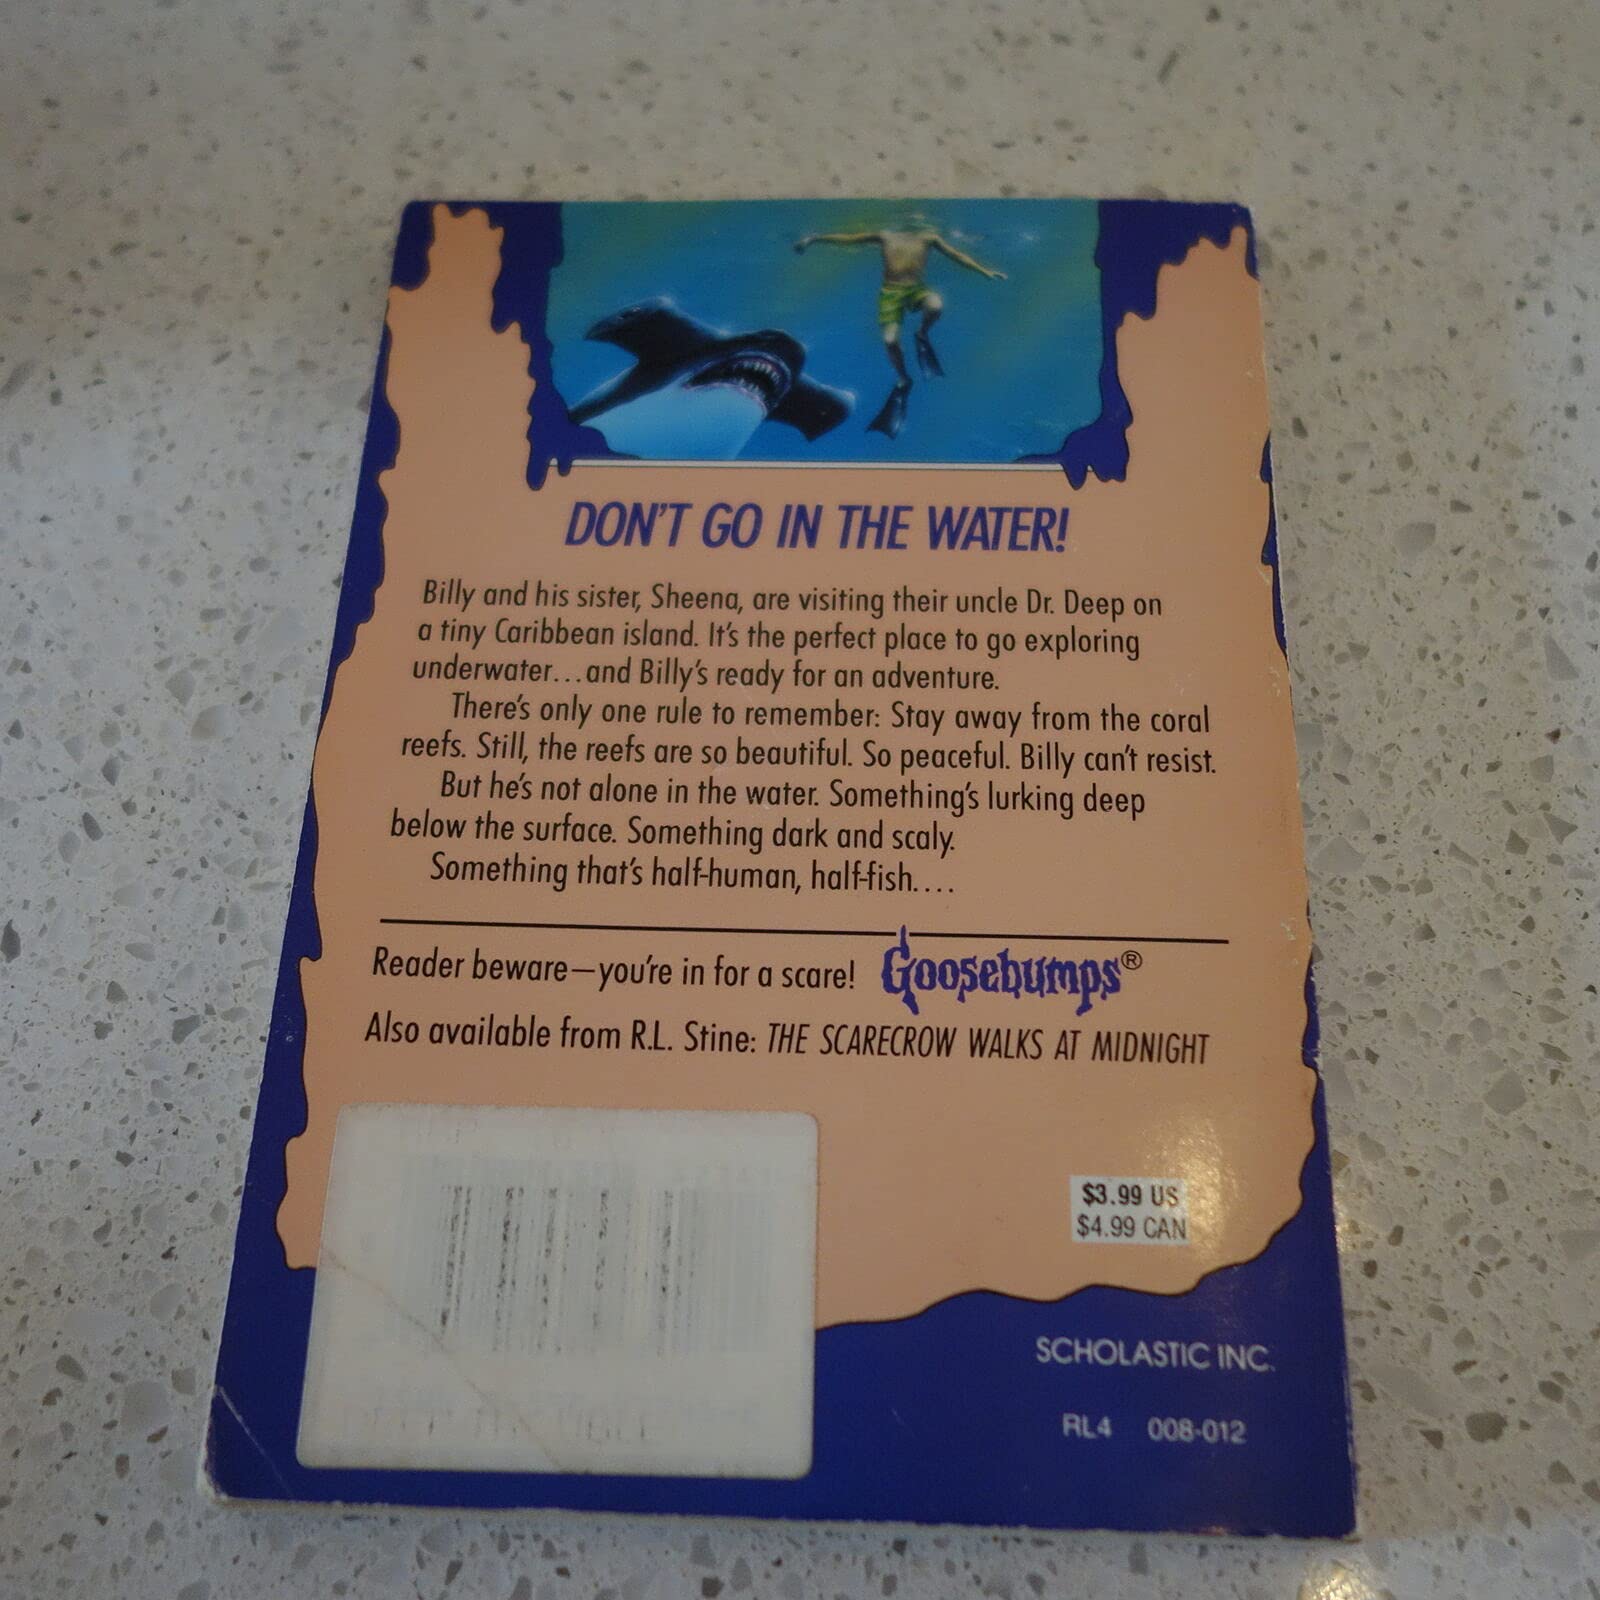 DON'T GO IN THE WATER!
Billy and his sister, Sheena, are visiting their uncle Dr. Deep on
a tiny Caribbean island. It's the perfect place to go exploring
underwater...and Billy's ready for an adventure.
There's only one rule to remember: Stay away from the coral
reefs. Still, the reefs are so beautiful. So peaceful. Billy can't resist.
But he's not alone in the water. Something's lurking deep
below the surface. Something dark and scaly.
Something that's half-human, half-fish....
Reader beware—you're in for a scare! Goosebumps®
Also available from R.L. Stine: THE SCARECROW WALKS AT MIDNIGHT
$3.99 US
$4.99 CAN
SCHOLASTIC INC.
RL4 008-012